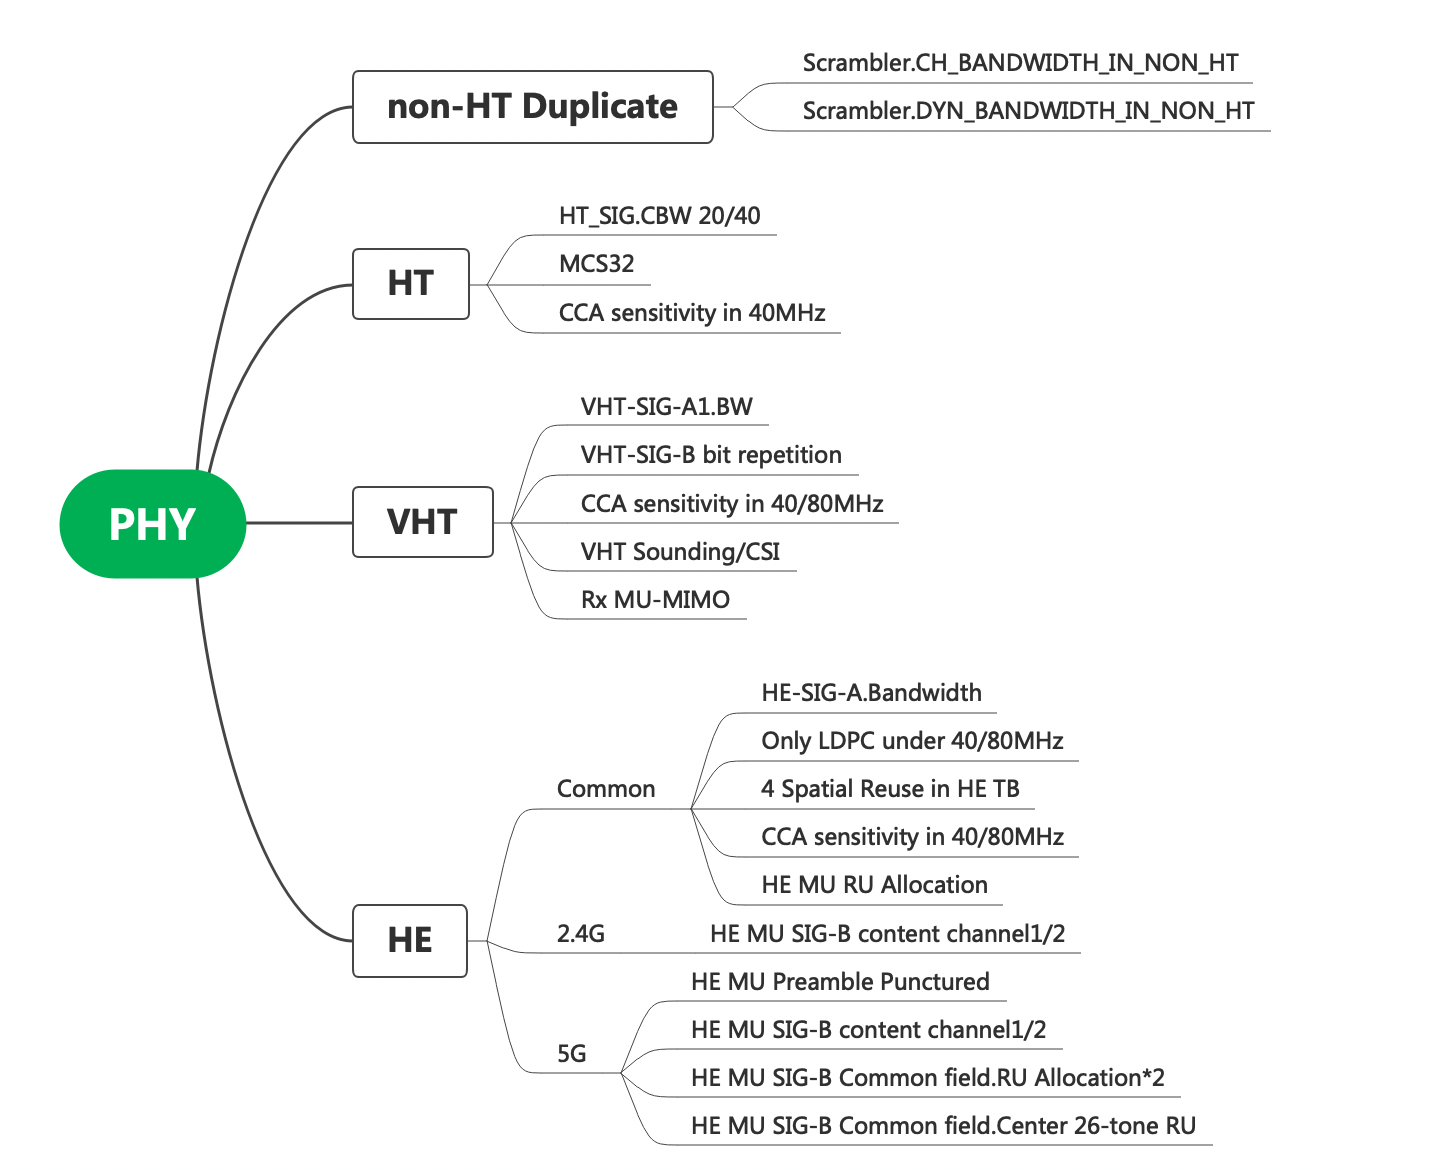 PHY
non-HT Duplicate
Scrambler.CH_BANDWIDTH_IN_NON_HT
Scrambler.DYN_BANDWIDTH_IN_NON_HT
HT
HT_SIG.CBW 20/40
MCS32
CCA sensitivity in 40MHz
VHT
VHT-SIG-A1.BW
VHT-SIG-B bit repetition
CCA sensitivity in 40/80MHz
VHT Sounding/CSI
Rx MU-MIMO
HE
Common
HE-SIG-A.Bandwidth
Only LDPC under 40/80MHz
4 Spatial Reuse in HE TB
CCA sensitivity in 40/80MHz
HE MU RU Allocation
2.4G
HE MU SIG-B content channel1/2
5G
HE MU Preamble Punctured
HE MU SIG-B content channel1/2
HE MU SIG-B Common field.RU Allocation*2
HE MU SIG-B Common field.Center 26-tone RU